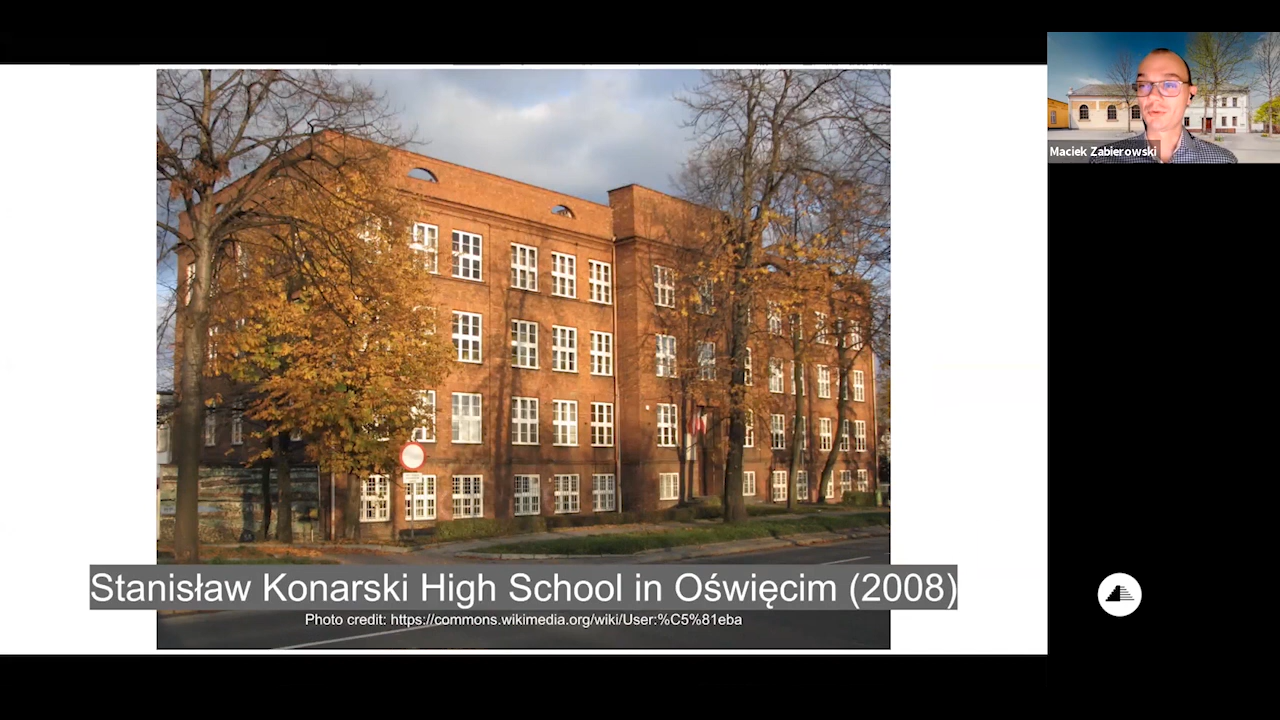 Maciek Zabierowski
Stanisław Konarski High School in Oświęcim (2008)
Photo credit: https://commons.wikimedia.org/wiki/User:%C5%81eba